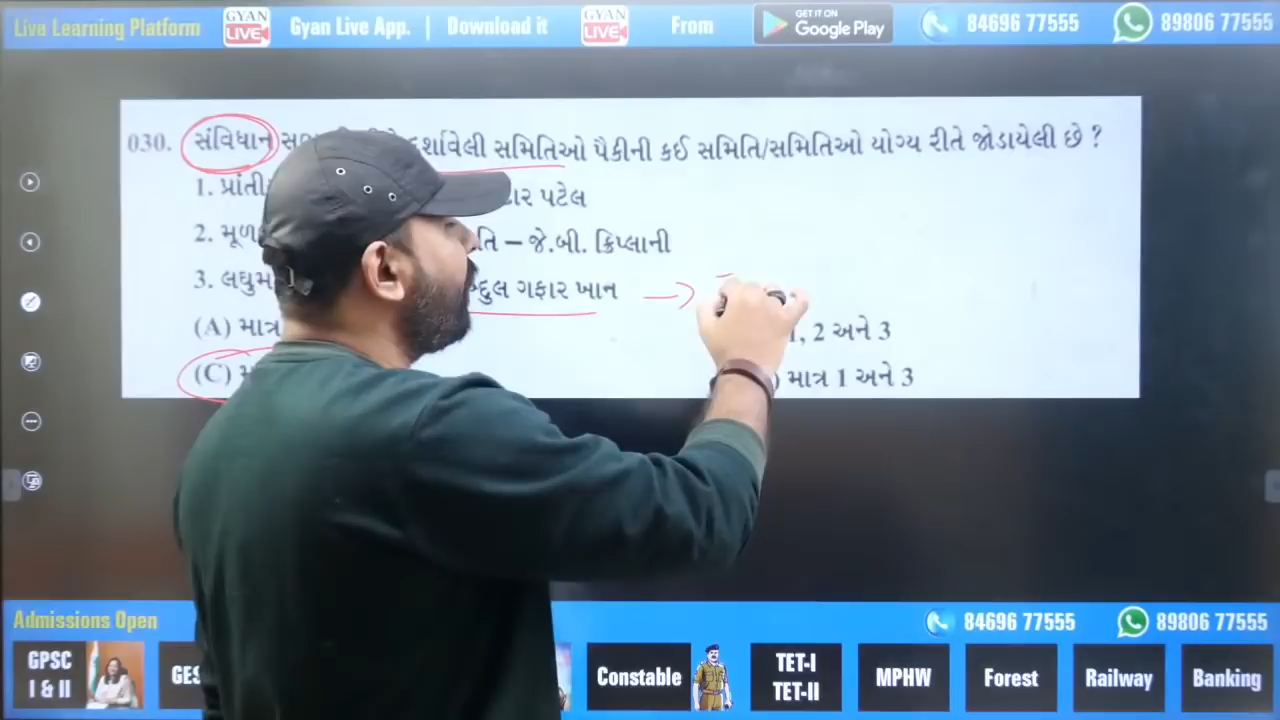 Live Learning Platform GYAN LIVE Gyan Live App. | Download it GYAN LIVE From GET IT ON Google Play 84696 77555 89806 77555
030. સંવિધાન દર્શાવેલી સમિતિઓ પૈકીની કઈ સમિતિ/સમિતિઓ યોગ્ય રીતે જોડાયેલી છે ?
1. પટેલ
2. – જે.બી. ક્રિપ્લાની
3. ગફાર ખાન
(A) માત્ર 1, 2 અને 3
(C) માત્ર 1 અને 3
Admissions Open 84696 77555 89806 77555
GPSC I & II Constable TET-I TET-II MPHW Forest Railway Banking